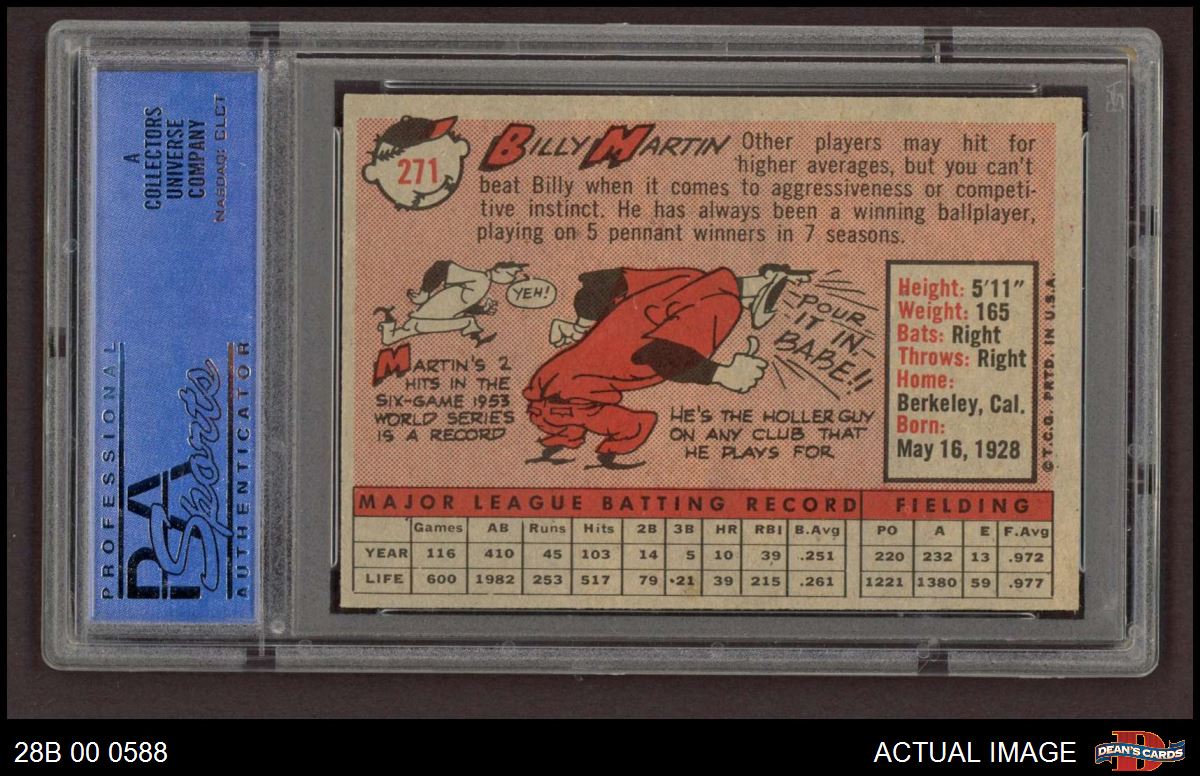 A
COLLECTORS
UNIVERSE
COMPANY
NASDAQ: CLCT
PROFESSIONAL
PSA
Sports
AUTHENTICATOR
271
BILLY MARTIN
Other players may hit for
higher averages, but you can't
beat Billy when it comes to aggressiveness or competi-
tive instinct. He has always been a winning ballplayer,
playing on 5 pennant winners in 7 seasons.
YEH!
MARTIN'S 2
HITS IN THE
SIX-GAME 1953
WORLD SERIES
IS A RECORD
POUR
IT IN
BABE!!
HE'S THE HOLLER GUY
ON ANY CLUB THAT
HE PLAYS FOR
Height: 5'11"
Weight: 165
Bats: Right
Throws: Right
Home:
Berkeley, Cal.
Born:
May 16, 1928
©T.C.G. PRTD. IN U.S.A.
MAJOR LEAGUE BATTING RECORD FIELDING
Games AB Runs Hits 2B 3B HR RBI B.Avg PO A E F.Avg
YEAR 116 410 45 103 14 5 10 39 .251 220 232 13 .972
LIFE 600 1982 253 517 79 21 39 215 .261 1221 1380 59 .977
28B 00 0588
ACTUAL IMAGE
DEAN'S CARDS